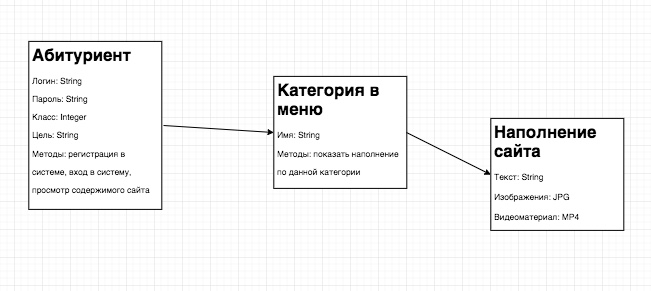 Абитуриент
Логин: String
Пароль: String
Класс: Integer
Цель: String
Методы: регистрация в
системе, вход в систему,
просмотр содержимого сайта
Категория в
меню
Имя: String
Методы: показать наполнение
по данной категории
Наполнение
сайта
Текст: String
Изображения: JPG
Видеоматериал: MP4